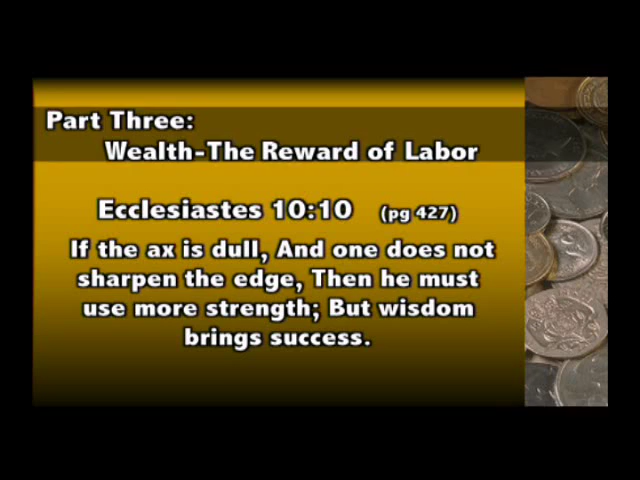 Part Three:
Wealth-The Reward of Labor
Ecclesiastes 10:10 (pg 427)
If the ax is dull, And one does not
sharpen the edge, Then he must
use more strength; But wisdom
brings success.